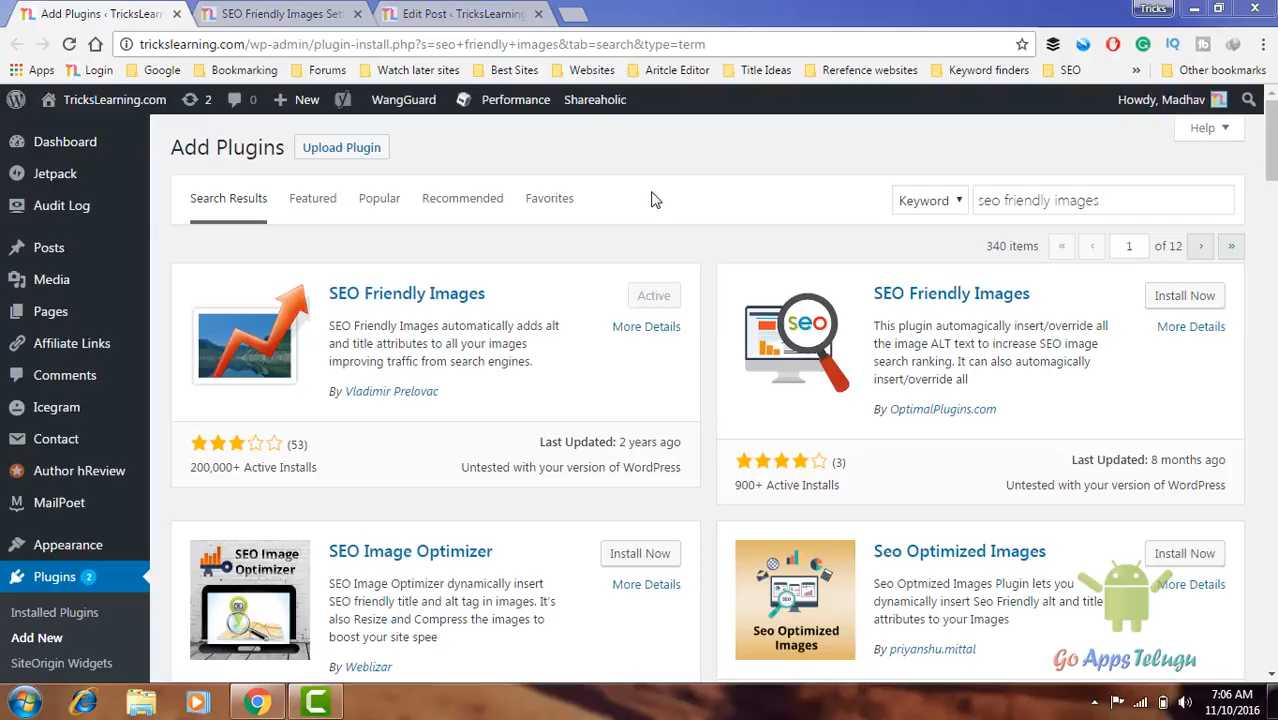 Add Plugins ‹ TricksLearn
SEO Friendly Images Set
Edit Post ‹ TricksLearning
Tricks
trickslearning.com/wp-admin/plugin-install.php?s=seo+friendly+images&tab=search&type=term
Apps
Login
Google
Bookmarking
Forums
Watch later sites
Best Sites
Websites
Aritcle Editor
Title Ideas
Rerefence websites
Keyword finders
SEO
»
Other bookmarks
TricksLearning.com
2
0
New
WangGuard
Performance
Shareaholic
Howdy, Madhav
Dashboard
Jetpack
Audit Log
Posts
Media
Pages
Affiliate Links
Comments
Icegram
Contact
Author hReview
MailPoet
Appearance
Plugins 2
Installed Plugins
Add New
SiteOrigin Widgets
Help
Add Plugins
Upload Plugin
Search Results
Featured
Popular
Recommended
Favorites
Keyword
seo friendly images
340 items
«
‹
1
of 12
›
»
SEO Friendly Images
Active
More Details
SEO Friendly Images automatically adds alt
and title attributes to all your images
improving traffic from search engines.
By Vladimir Prelovac
(53)
200,000+ Active Installs
Last Updated: 2 years ago
Untested with your version of WordPress
seo
SEO Friendly Images
Install Now
More Details
This plugin automagically insert/override all
the image ALT text to increase SEO image
search ranking. It can also automagically
insert/override all
By OptimalPlugins.com
(3)
900+ Active Installs
Last Updated: 8 months ago
Untested with your version of WordPress
SEO Image
Optimizer
SEO Image Optimizer
Install Now
More Details
SEO Image Optimizer dynamically insert
SEO friendly title and alt tag in images. It's
also Resize and Compress the images to
boost your site spee
By Weblizar
Seo Optimized
Images
Seo Optimized Images
Install Now
More Details
Seo Optimized Images Plugin lets you
dynamically insert Seo Friendly alt and title
attributes to your Images
By priyanshu.mittal
Go Apps Telugu
7:06 AM
11/10/2016